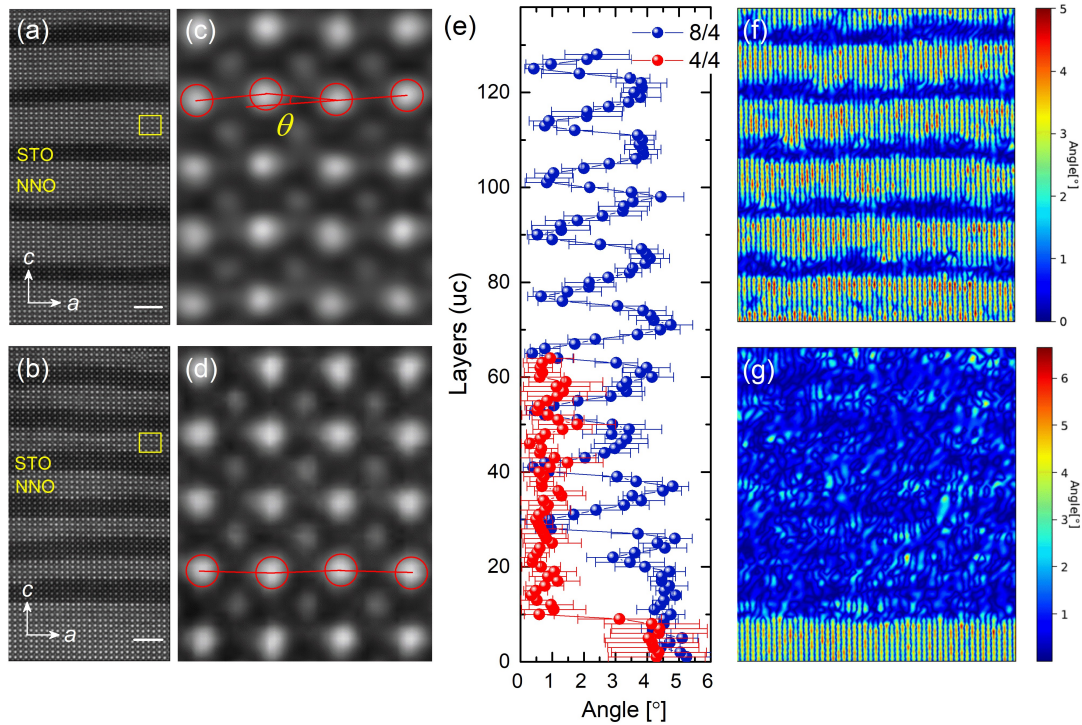 (a)
STO
NNO
c
a
(c)
θ
(e)
8/4
4/4
120
100
80
60
40
20
0
Layers (uc)
0 1 2 3 4 5 6
Angle [°]
(f)
5
4
3
2
1
0
Angle[°]
(b)
STO
NNO
c
a
(d)
(g)
6
5
4
3
2
1
Angle[°]